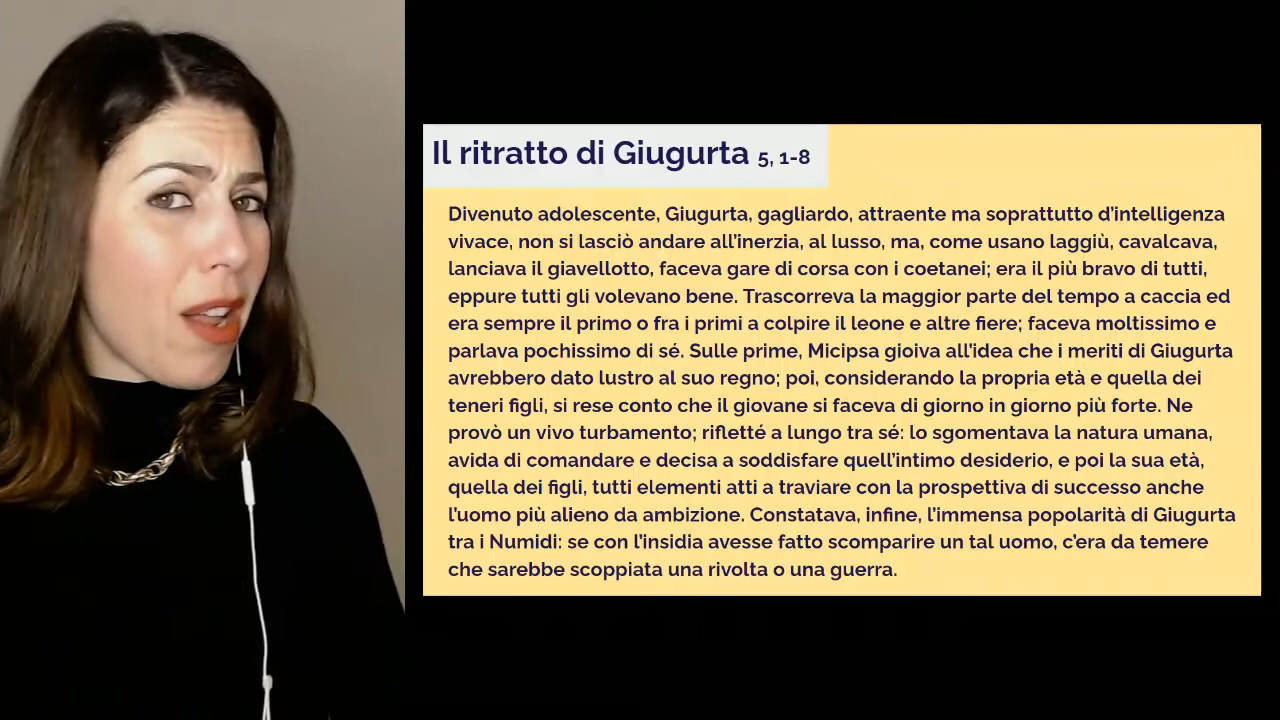 Il ritratto di Giugurta 5, 1-8
Divenuto adolescente, Giugurta, gagliardo, attraente ma soprattutto d'intelligenza
vivace, non si lasciò andare all'inerzia, al lusso, ma, come usano laggiù, cavalcava,
lanciava il giavellotto, faceva gare di corsa con i coetanei; era il più bravo di tutti,
eppure tutti gli volevano bene. Trascorreva la maggior parte del tempo a caccia ed
era sempre il primo o fra i primi a colpire il leone e altre fiere; faceva moltissimo e
parlava pochissimo di sé. Sulle prime, Micipsa gioiva all'idea che i meriti di Giugurta
avrebbero dato lustro al suo regno; poi, considerando la propria età e quella dei
teneri figli, si rese conto che il giovane si faceva di giorno in giorno più forte. Ne
provò un vivo turbamento; rifletté a lungo tra sé: lo sgomentava la natura umana,
avida di comandare e decisa a soddisfare quell'intimo desiderio, e poi la sua età,
quella dei figli, tutti elementi atti a traviare con la prospettiva di successo anche
l'uomo più alieno da ambizione. Constatava, infine, l'immensa popolarità di Giugurta
tra i Numidi: se con l'insidia avesse fatto scomparire un tal uomo, c'era da temere
che sarebbe scoppiata una rivolta o una guerra.